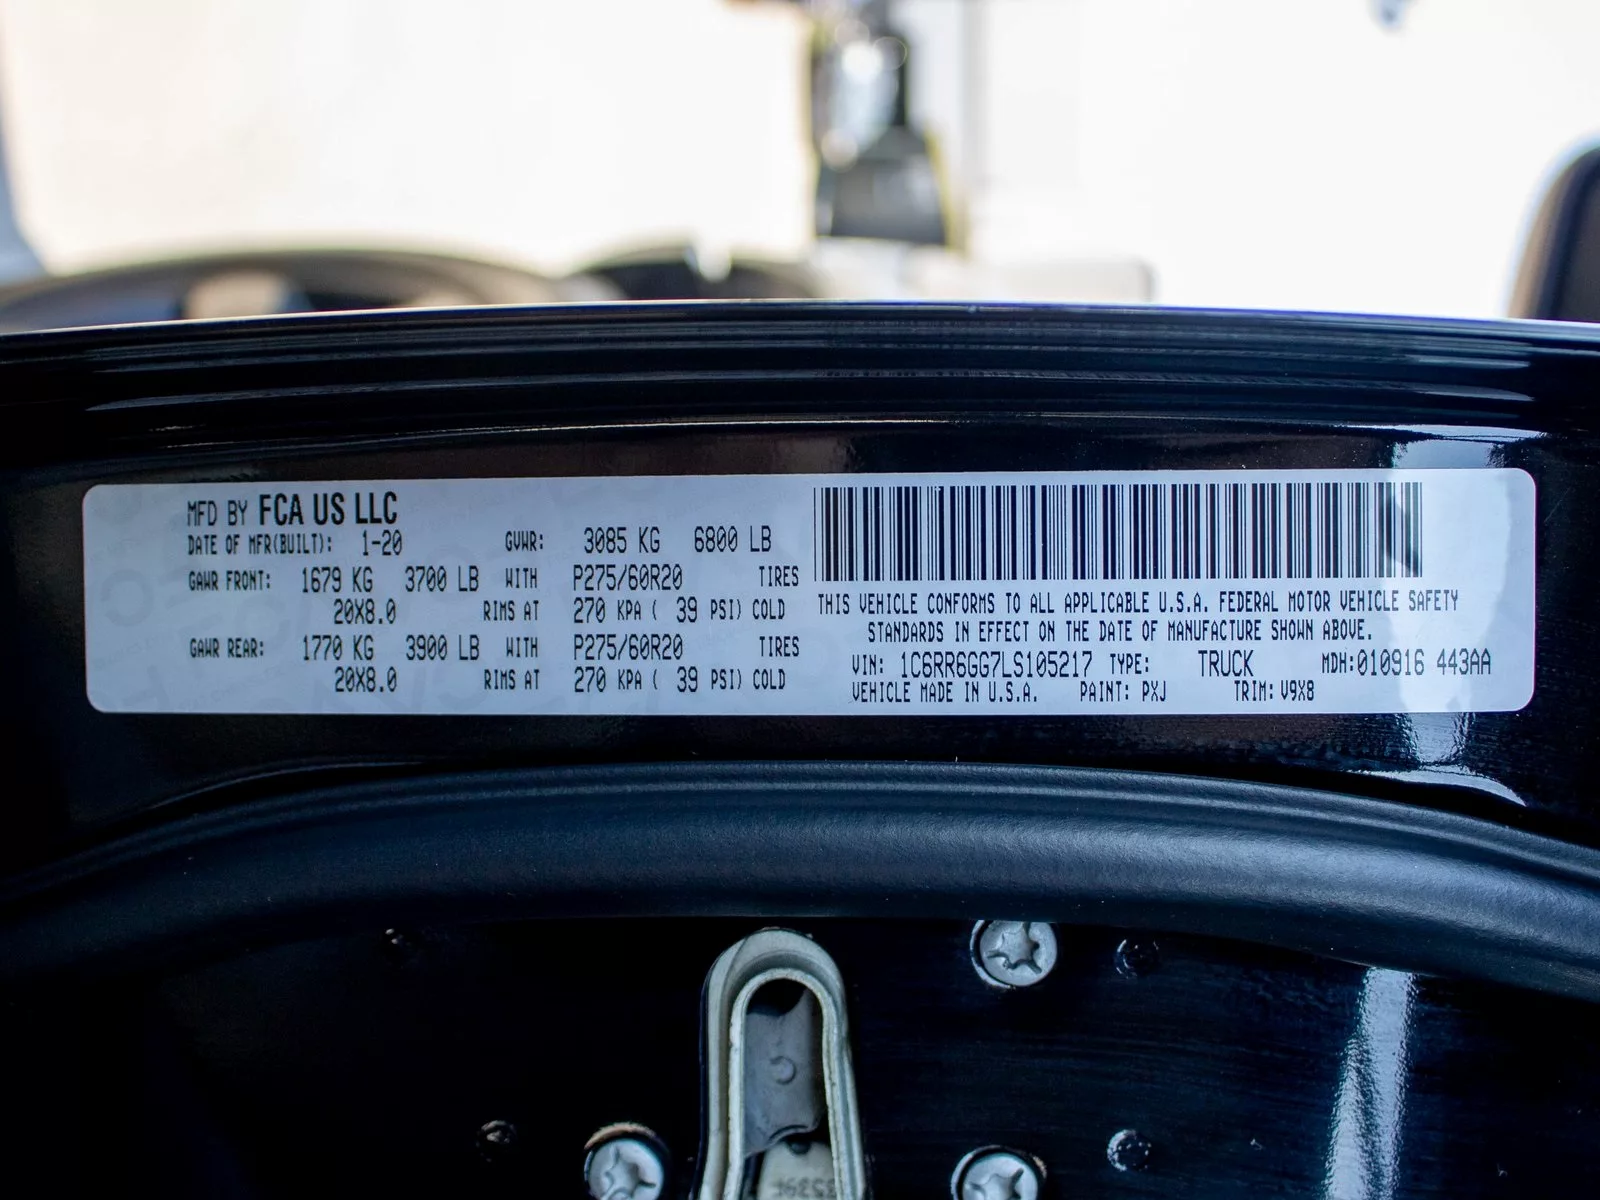 MFD BY FCA US LLC
DATE OF MFR(BUILT): 1-20 GVWR: 3085 KG 6800 LB
GAWR FRONT: 1679 KG 3700 LB WITH P275/60R20 TIRES
20X8.0 RIMS AT 270 KPA ( 39 PSI) COLD
GAWR REAR: 1770 KG 3900 LB WITH P275/60R20 TIRES
20X8.0 RIMS AT 270 KPA ( 39 PSI) COLD
THIS VEHICLE CONFORMS TO ALL APPLICABLE U.S.A. FEDERAL MOTOR VEHICLE SAFETY
STANDARDS IN EFFECT ON THE DATE OF MANUFACTURE SHOWN ABOVE.
VIN: 1C6RR6GG7LS105217 TYPE: TRUCK MDH:010916 443AA
VEHICLE MADE IN U.S.A. PAINT: PXJ TRIM: V9X8